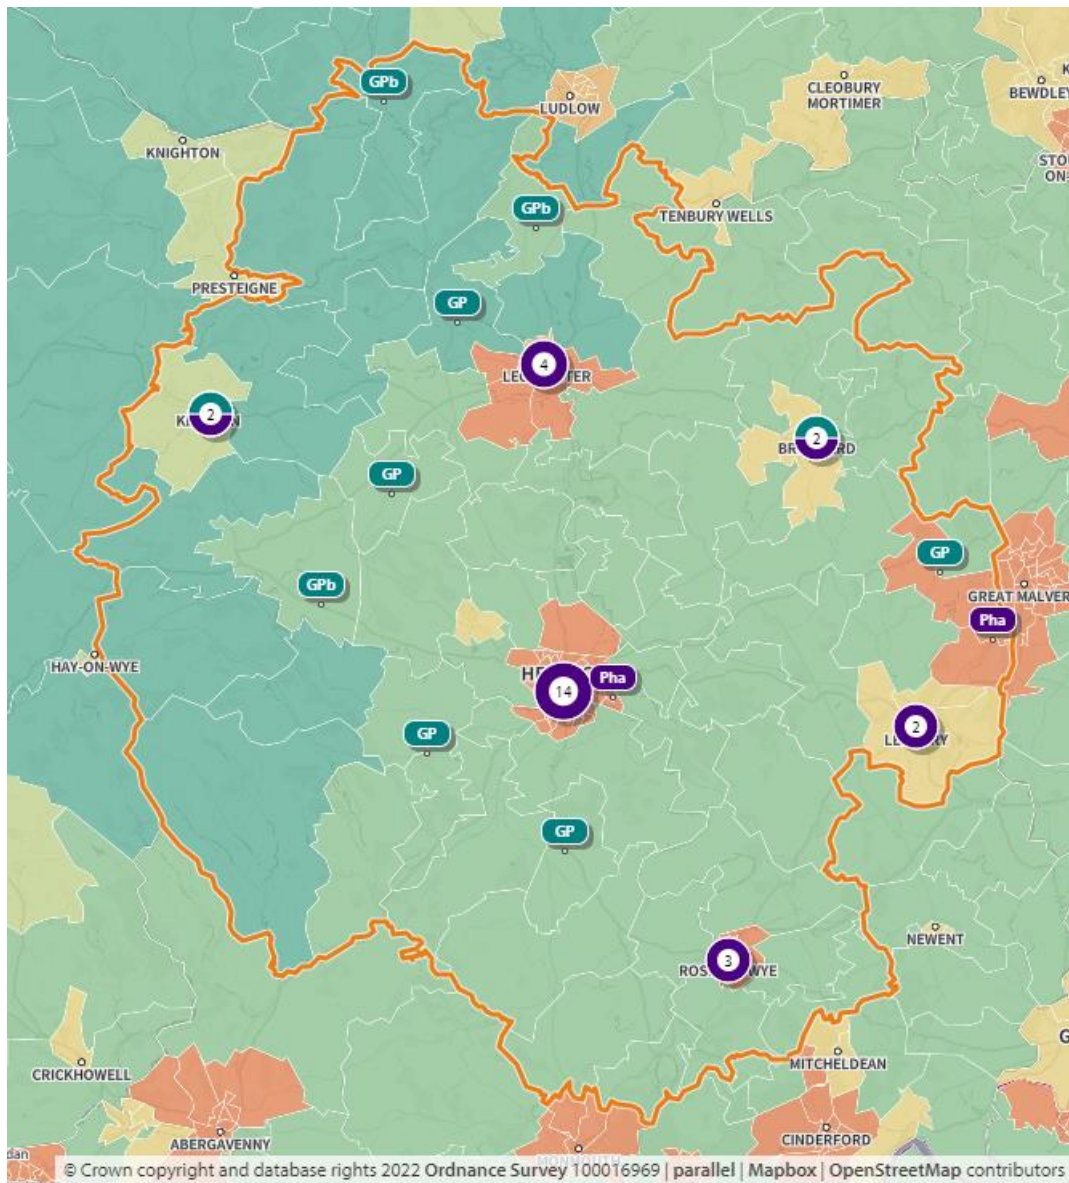 GPb
LUDLOW
CLEOBURY
MORTIMER
BEWDLEY
KNIGHTON
GPb
TENBURY WELLS
PRESTEIGNE
GP
4
2
2
GP
GP
GREAT MALVER
GPb
Pha
HAY-ON-WYE
Pha
14
2
GP
GP
3
NEWENT
CRICKHOWELL
MITCHELDEAN
ABERGAVENNY
CINDERFORD
© Crown copyright and database rights 2022 Ordnance Survey 100016969 | parallel | Mapbox | OpenStreetMap contributors